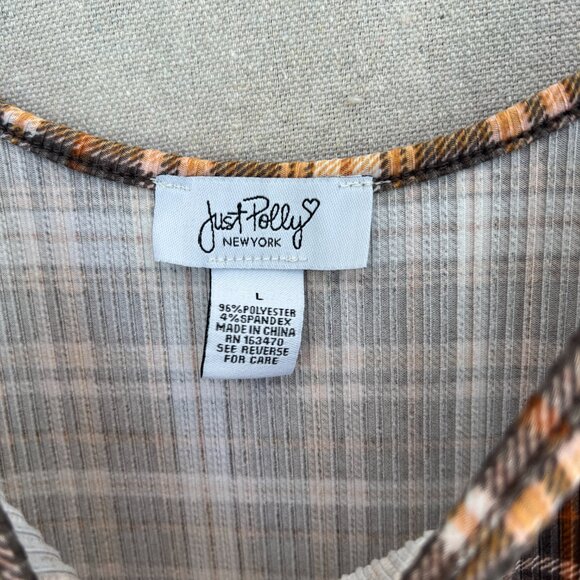 Just Polly
NEW YORK
L
96%POLYESTER
4%SPANDEX
MADE IN CHINA
RN 163470
SEE REVERSE
FOR CARE